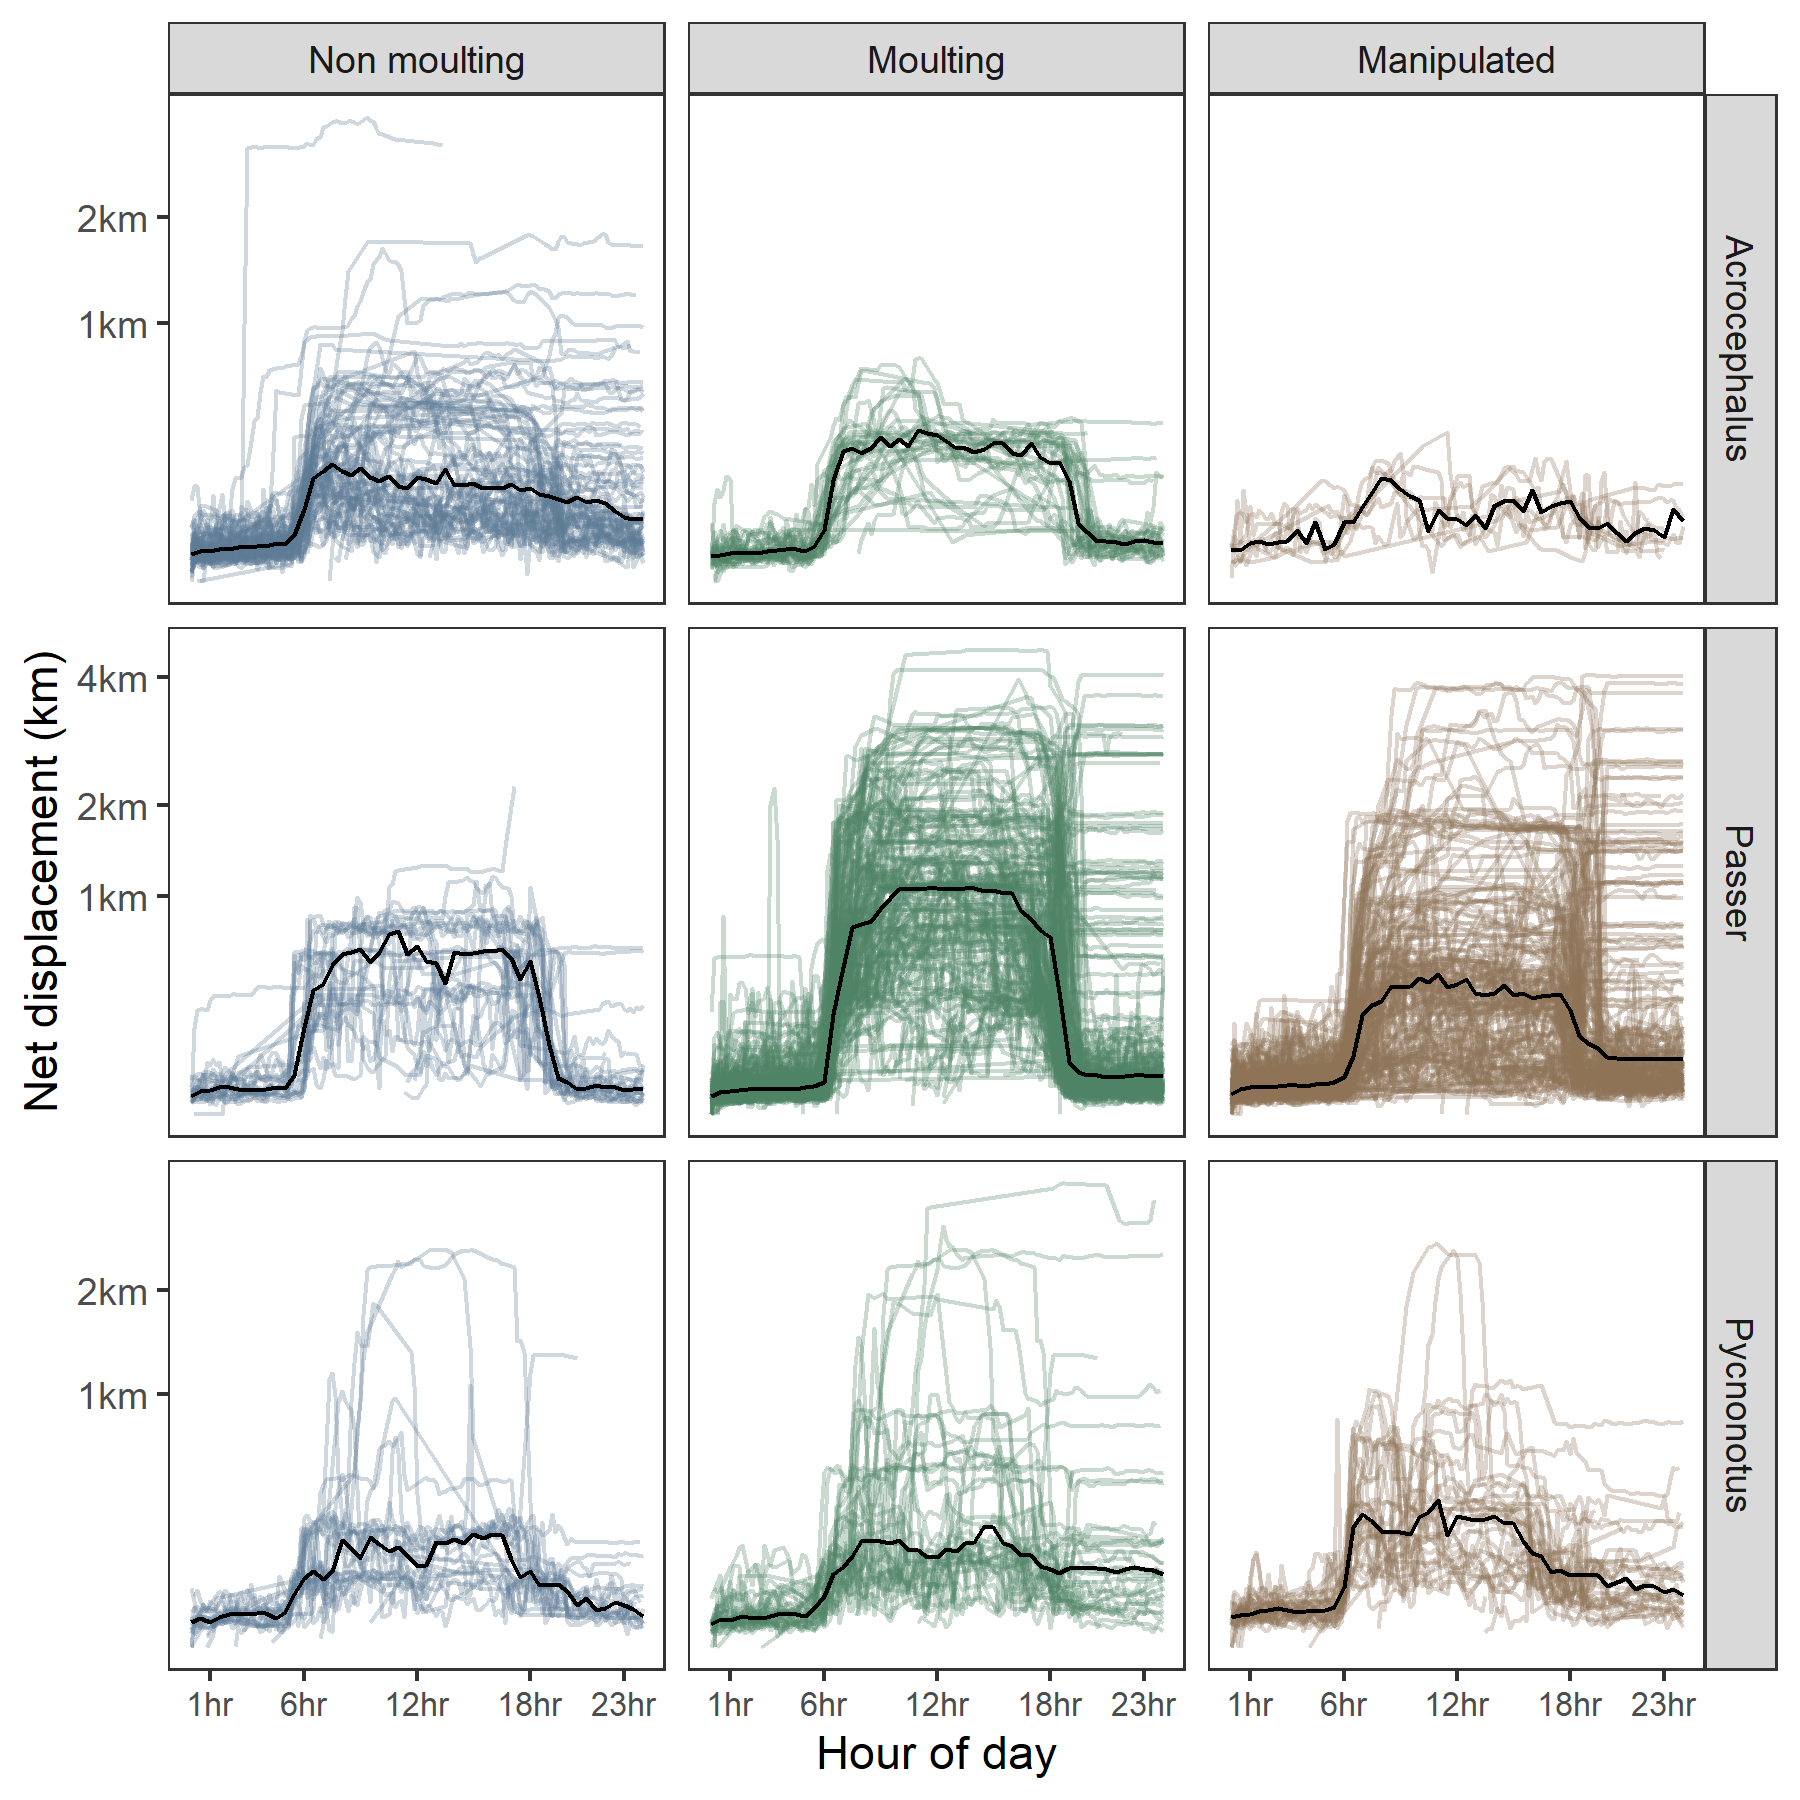 Non moulting
Moulting
Manipulated
2km
1km
Acrocephalus
Net displacement (km)
4km
2km
1km
Passer
2km
1km
Pycnonotus
1hr 6hr 12hr 18hr 23hr
1hr 6hr 12hr 18hr 23hr
1hr 6hr 12hr 18hr 23hr
Hour of day